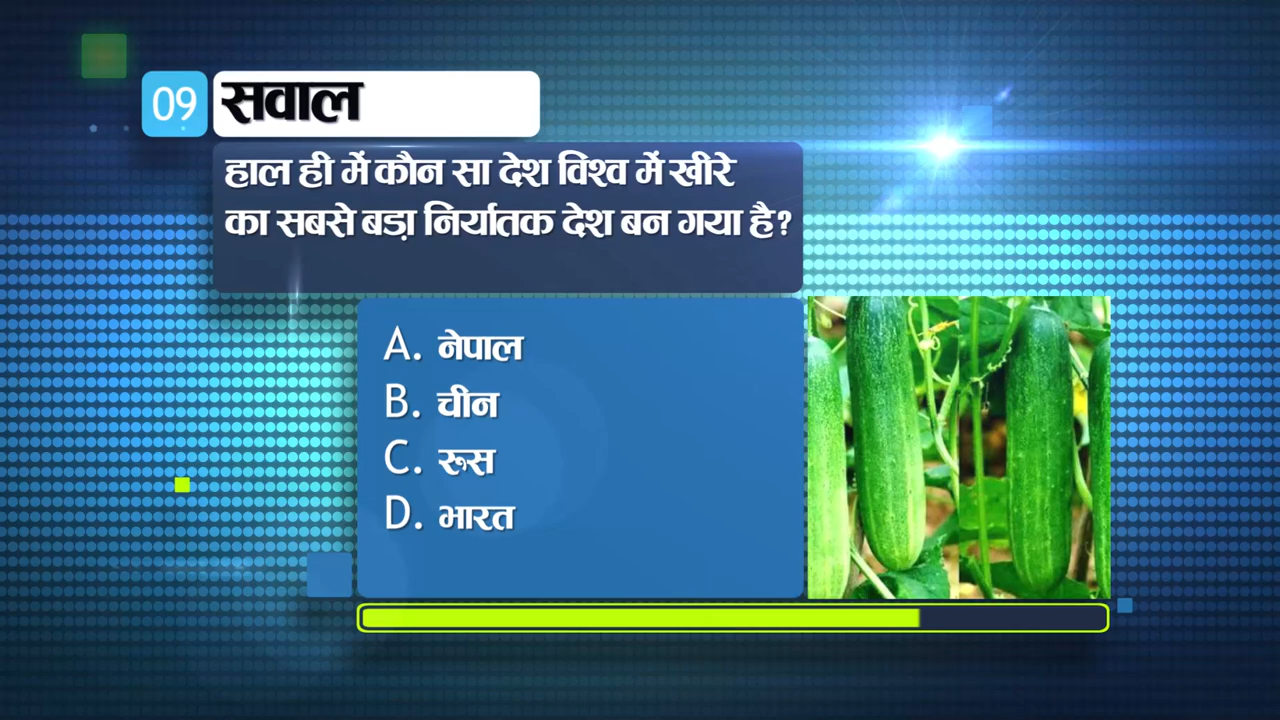 09 सवाल
हाल ही में कौन सा देश विश्व में खीरे
का सबसे बड़ा निर्यातक देश बन गया है?
A. नेपाल
B. चीन
C. रूस
D. भारत